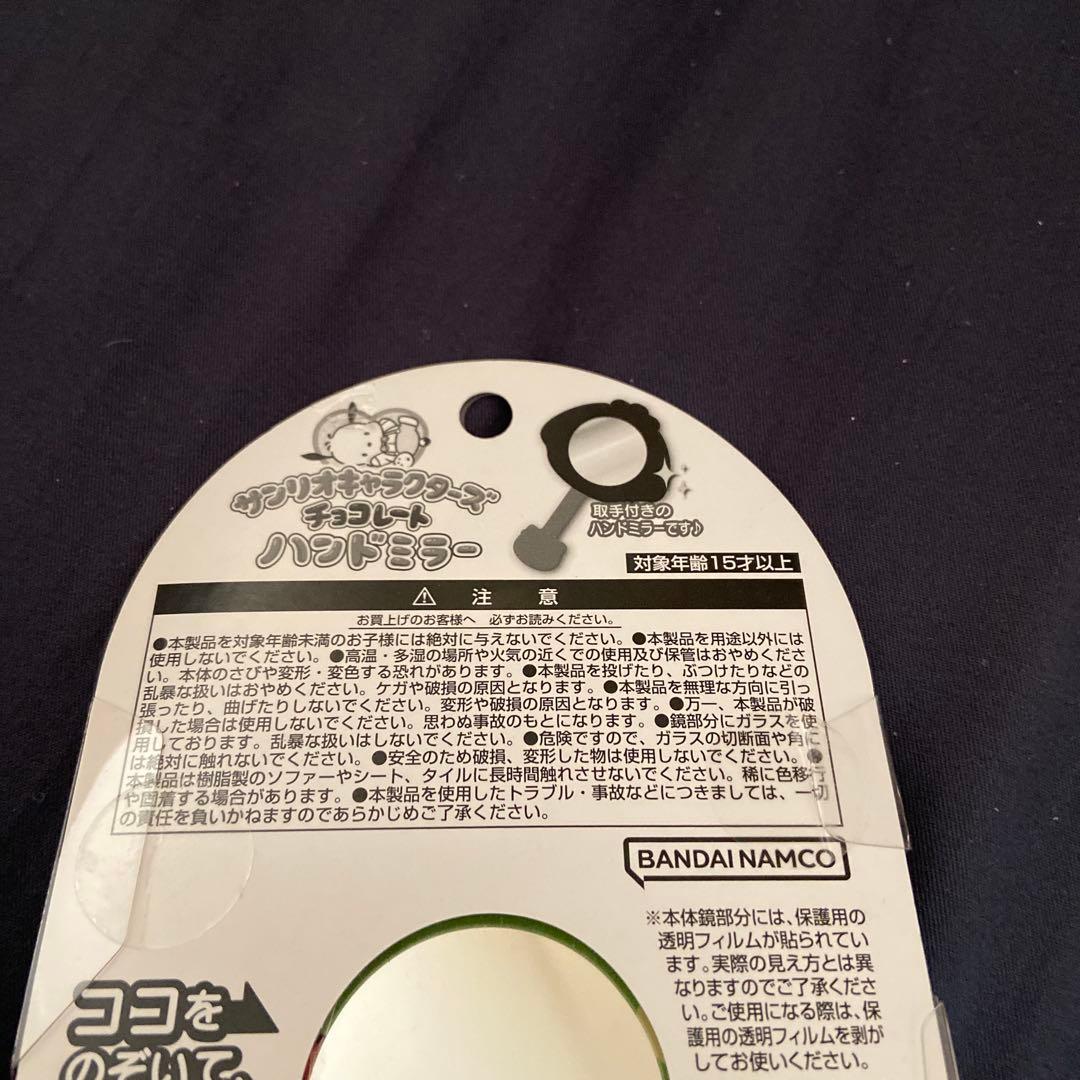 サンリオキャラクターズ
チョコレート
ハンドミラー
取手付きの
ハンドミラーです♪
対象年齢15才以上
⚠ 注 意
お買上げのお客様へ 必ずお読みください。
●本製品を対象年齢未満のお子様には絶対に与えないでください。●本製品を用途以外には
使用しないでください。●高温・多湿の場所や火気の近くでの使用及び保管はおやめくださ
い。本体のさびや変形・変色する恐れがあります。●本製品を投げたり、ぶつけたりなどの
乱暴な扱いはおやめください。ケガや破損の原因となります。●本製品を無理な方向に引っ
張ったり、曲げたりしないでください。変形や破損の原因となります。●万一、本製品が破
損した場合は使用しないでください。思わぬ事故のもとになります。●鏡部分にガラスを使
用しております。乱暴な扱いはしないでください。●危険ですので、ガラスの切断面や角に
は絶対に触れないでください。●安全のため破損、変形した物は使用しないでください。●
本製品は樹脂製のソファーやシート、タイルに長時間触れさせないでください。稀に色移行
や固着する場合があります。●本製品を使用したトラブル・事故などにつきましては、一切
の責任を負いかねますのであらかじめご了承ください。
BANDAI NAMCO
※本体鏡部分には、保護用の
透明フィルムが貼られてい
ます。実際の見え方とは異
なりますのでご了承くださ
い。ご使用になる際は、保
護用の透明フィルムを剥が
してお使いください。
ココを
のぞいて、